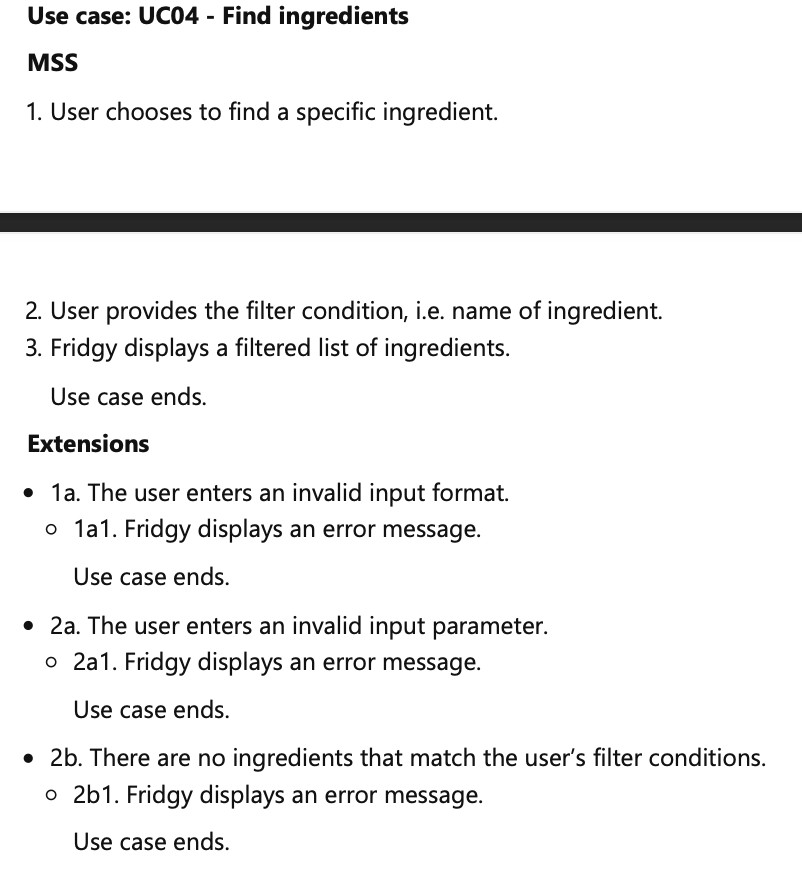 Use case: UC04 - Find ingredients
MSS
1. User chooses to find a specific ingredient.
2. User provides the filter condition, i.e. name of ingredient.
3. Fridgy displays a filtered list of ingredients.
Use case ends.
Extensions
• 1a. The user enters an invalid input format.
○ 1a1. Fridgy displays an error message.
Use case ends.
• 2a. The user enters an invalid input parameter.
○ 2a1. Fridgy displays an error message.
Use case ends.
• 2b. There are no ingredients that match the user’s filter conditions.
○ 2b1. Fridgy displays an error message.
Use case ends.